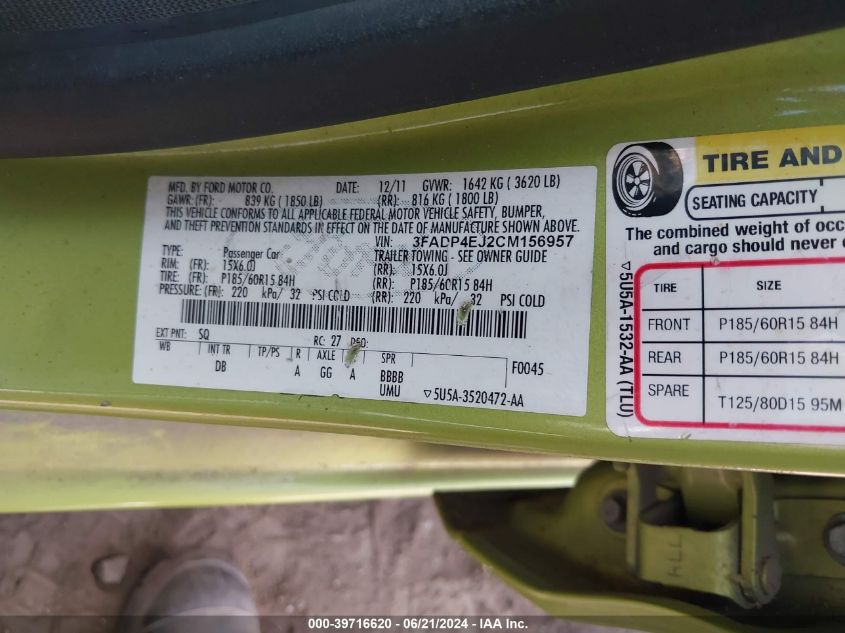 MFD. BY FORD MOTOR CO. DATE: 12/11 GVWR: 1642 KG ( 3620 LB)
GAWR: (FR): 839 KG (1850 LB) (RR): 816 KG (1800 LB)
THIS VEHICLE CONFORMS TO ALL APPLICABLE FEDERAL MOTOR VEHICLE SAFETY, BUMPER,
AND THEFT PREVENTION STANDARDS IN EFFECT ON THE DATE OF MANUFACTURE SHOWN ABOVE.
VIN: 3FADP4EJ2CM156957
TYPE: Passenger Car TRAILER TOWING - SEE OWNER GUIDE
RIM: (FR): 15X6.0J (RR): 15X6.0J
TIRE: (FR): P185/60R15 84H (RR): P185/60R15 84H
PRESSURE: (FR): 220 kPa/ 32 PSI COLD (RR): 220 kPa/ 32 PSI COLD
EXT PNT: SQ RC: 27 DSO:
WB INT TR TP/PS R AXLE SPR F0045
DB A GG A BBBB
UMU ▽5U5A-3520472-AA
TIRE AND
SEATING CAPACITY
The combined weight of occ
and cargo should never e
▽5U5A-1532-AA (TLU)
TIRE SIZE
FRONT P185/60R15 84H
REAR P185/60R15 84H
SPARE T125/80D15 95M
ALL
000-39716620 - 06/21/2024 - IAA Inc.